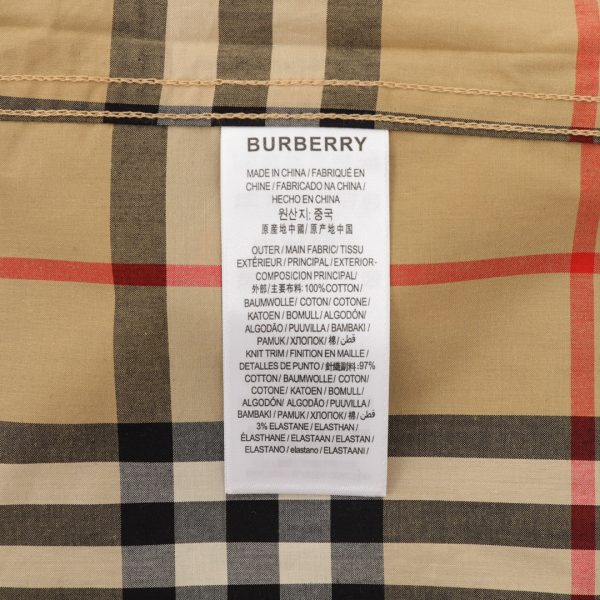 BURBERRY
MADE IN CHINA / FABRIQUÉ EN
CHINE / FABRICADO NA CHINA /
HECHO EN CHINA
원산지: 중국
原産地中國 / 原产地中国
OUTER / MAIN FABRIC/ TISSU
EXTÉRIEUR / PRINCIPAL / EXTERIOR-
COMPOSICION PRINCIPAL /
外部 / 主要布料: 100%COTTON /
BAUMWOLLE / COTON / COTONE /
KATOEN / BOMULL / ALGODÓN/
ALGODÃO / PUUVILLA / BAMBAKI /
PAMUK / ХЛОПОК / 棉 / قطن /
KNIT TRIM / FINITION EN MAILLE /
DETALLES DE PUNTO / 針織副料: 97%
COTTON / BAUMWOLLE / COTON /
COTONE / KATOEN / BOMULL /
ALGODÓN/ ALGODÃO / PUUVILLA /
BAMBAKI / PAMUK / ХЛОПОК / 棉 / قطن /
3% ELASTANE / ELASTHAN /
ÉLASTHANE / ELASTAAN / ELASTAN /
ELASTANO / elastano / ELASTAANI /